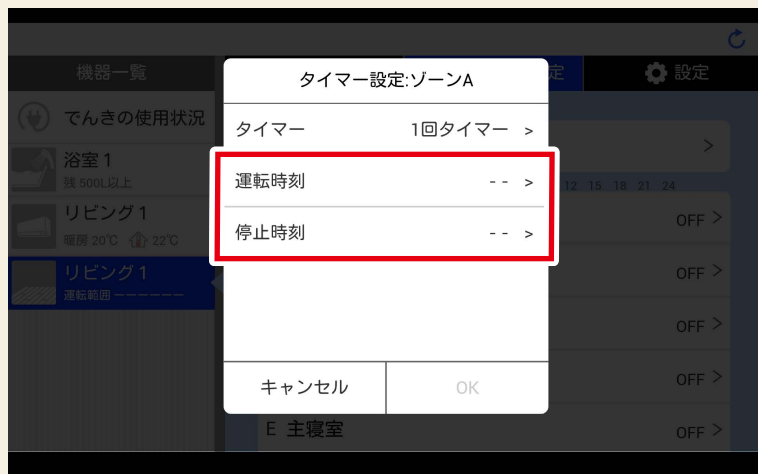 機器一覧
定
設定
でんきの使用状況
浴室1
残 500L以上
リビング1
暖房 20℃ 22℃
リビング1
運転範囲 ーーーーーー
タイマー設定:ゾーンA
タイマー 1回タイマー >
運転時刻 - - >
停止時刻 - - >
キャンセル OK
>
12 15 18 21 24
OFF >
OFF >
OFF >
OFF >
E 主寝室 OFF >